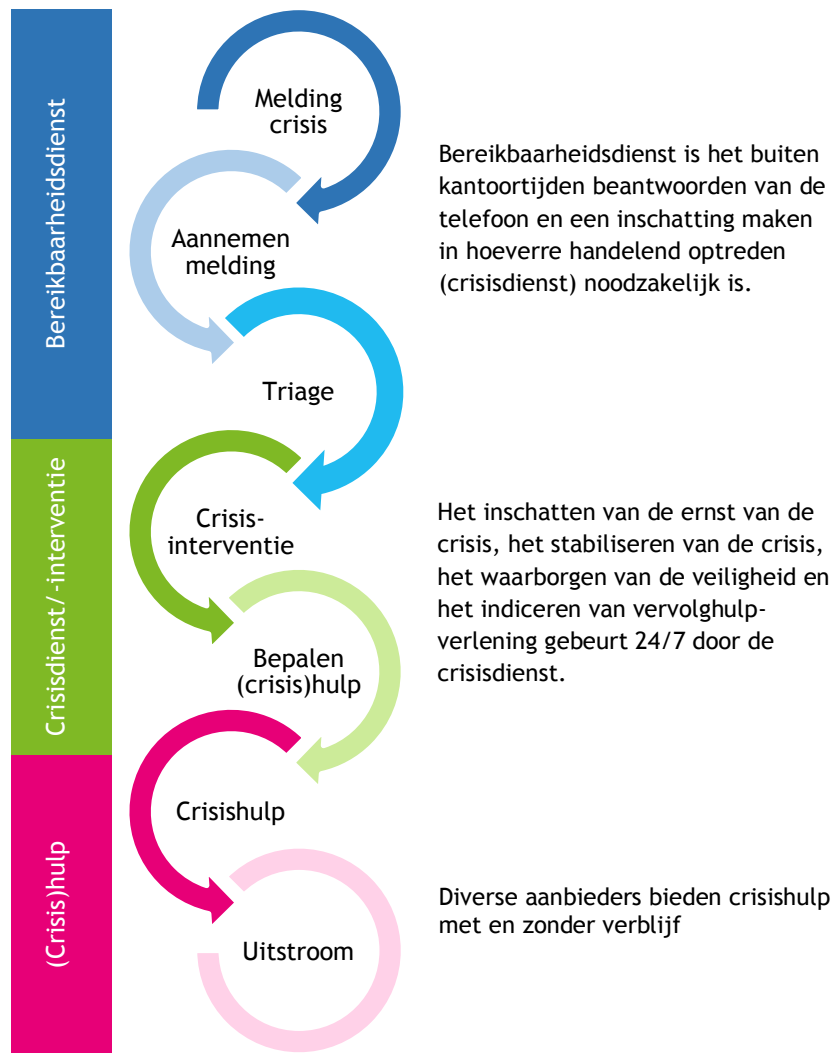 Bereikbaarheidsdienst
Melding
crisis
Aannemen
melding
Triage
Bereikbaarheidsdienst is het buiten
kantoortijden beantwoorden van de
telefoon en een inschatting maken
in hoeverre handelend optreden
(crisisdienst) noodzakelijk is.
Crisisdienst/-interventie
Crisis-
interventie
Bepalen
(crisis)hulp
Het inschatten van de ernst van de
crisis, het stabiliseren van de crisis,
het waarborgen van de veiligheid en
het indiceren van vervolghulp-
verlening gebeurt 24/7 door de
crisisdienst.
(Crisis)hulp
Crisishulp
Uitstroom
Diverse aanbieders bieden crisishulp
met en zonder verblijf